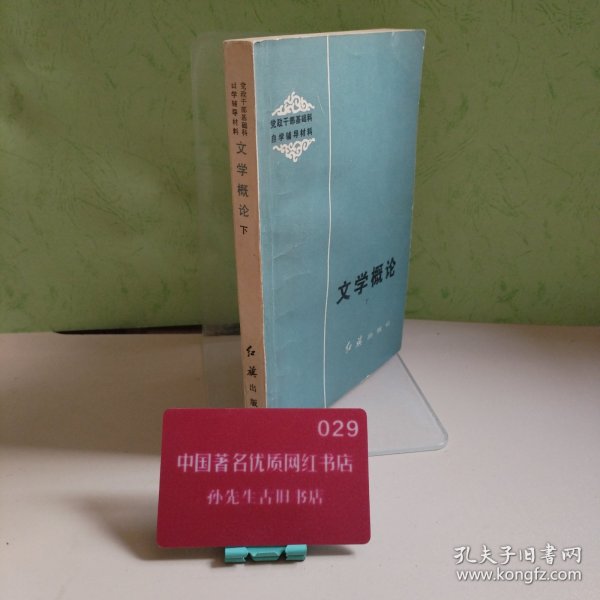 党政干部基础科
自学辅导材料
文学概论 下
红旗出版
党政干部基础科
自学辅导材料
文学概论
下
红旗出版社
029
中国著名优质网红书店
孙先生古旧书店
孔夫子旧书网
www.kongfz.com